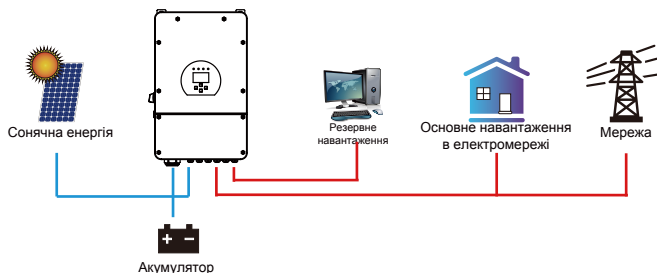 Сонячна енергія
Резервне
навантаження
Основне навантаження
в електромережі
Мережа
Акумулятор